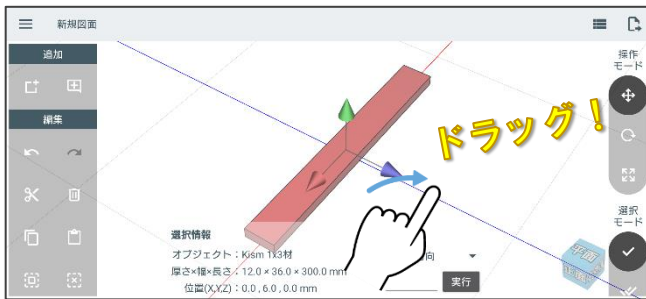 新規図面
追加
編集
操作
モード
ドラッグ！
選択
モード
選択情報
オブジェクト：Kism 1x3材
厚さ×幅×長さ：12.0 × 36.0 × 300.0 mm
位置(X,Y,Z)：0.0 , 6.0 , 0.0 mm
向
実行
平面